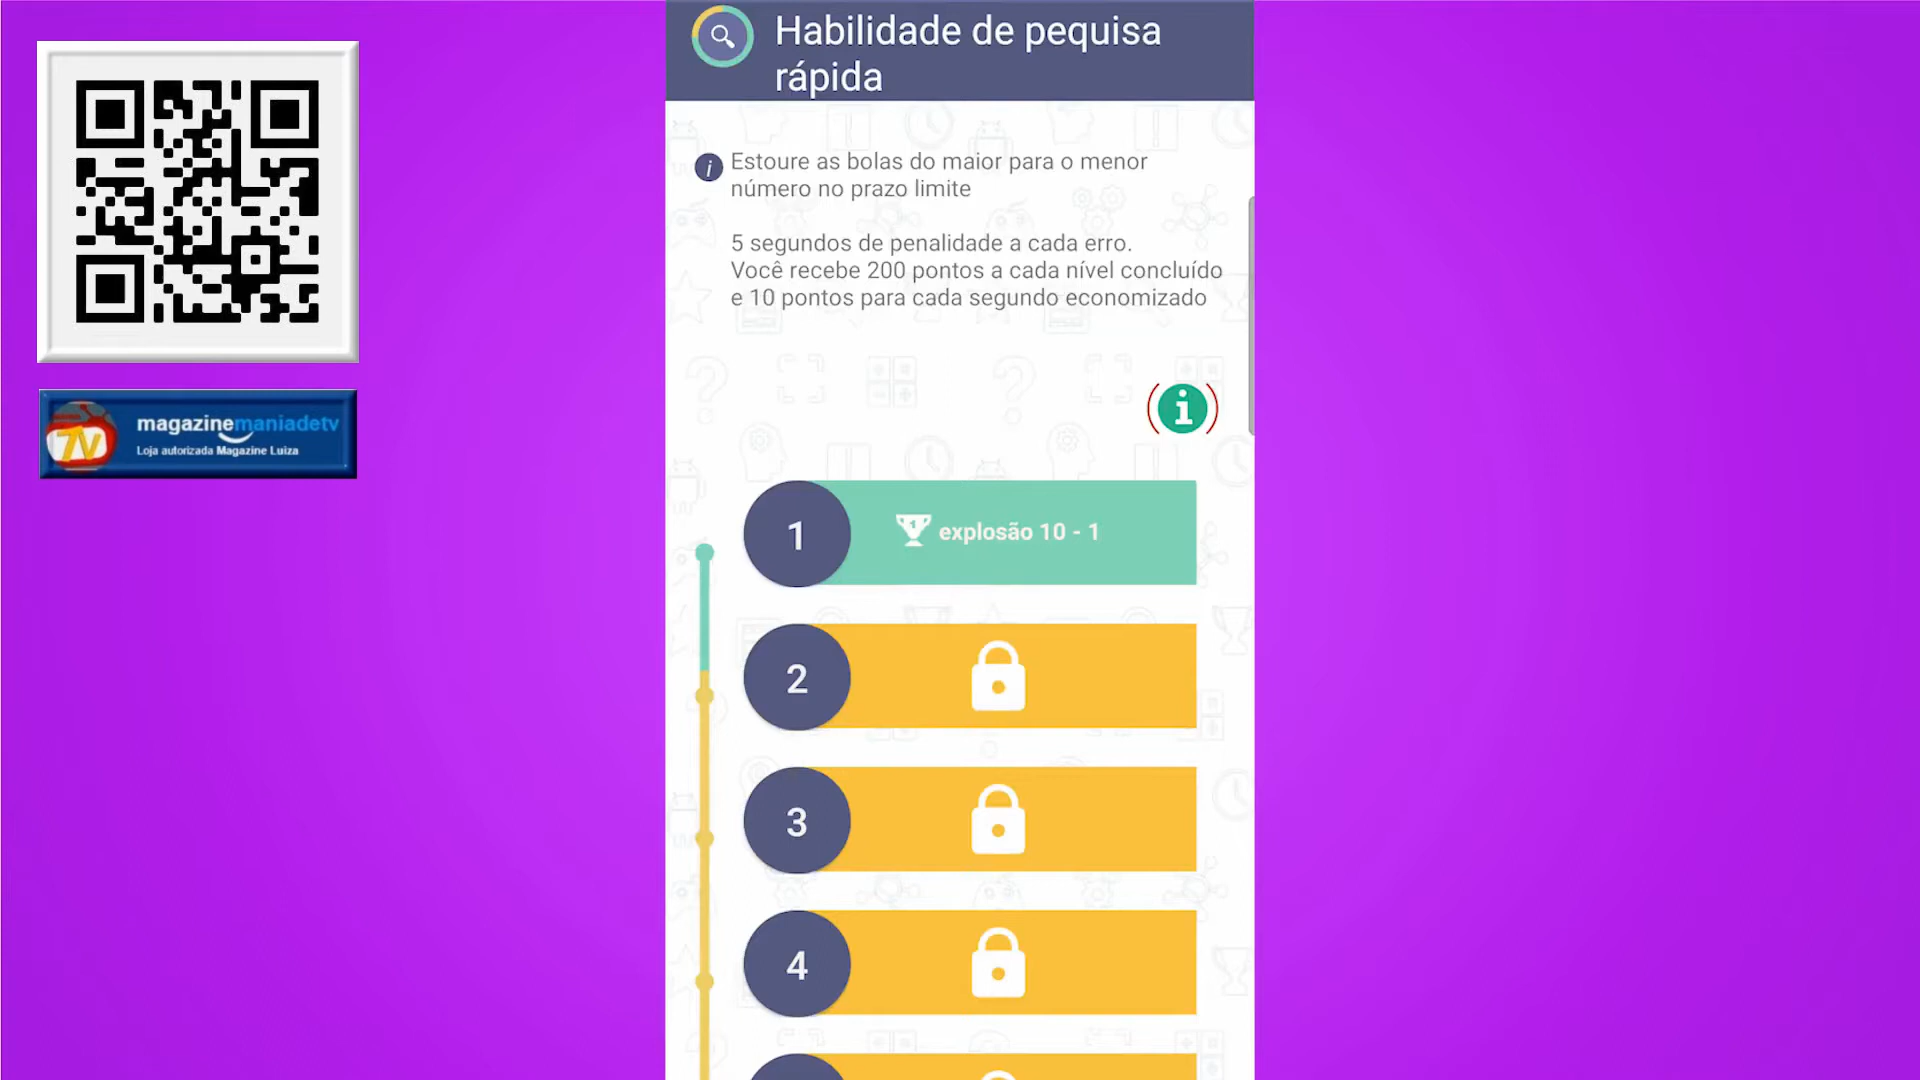 Habilidade de pequisa
rápida
Estoure as bolas do maior para o menor
número no prazo limite
5 segundos de penalidade a cada erro.
Você recebe 200 pontos a cada nível concluído
e 10 pontos para cada segundo economizado
TV
magazinemaniadetv
Loja autorizada Magazine Luiza
1
1 explosão 10 - 1
2
3
4